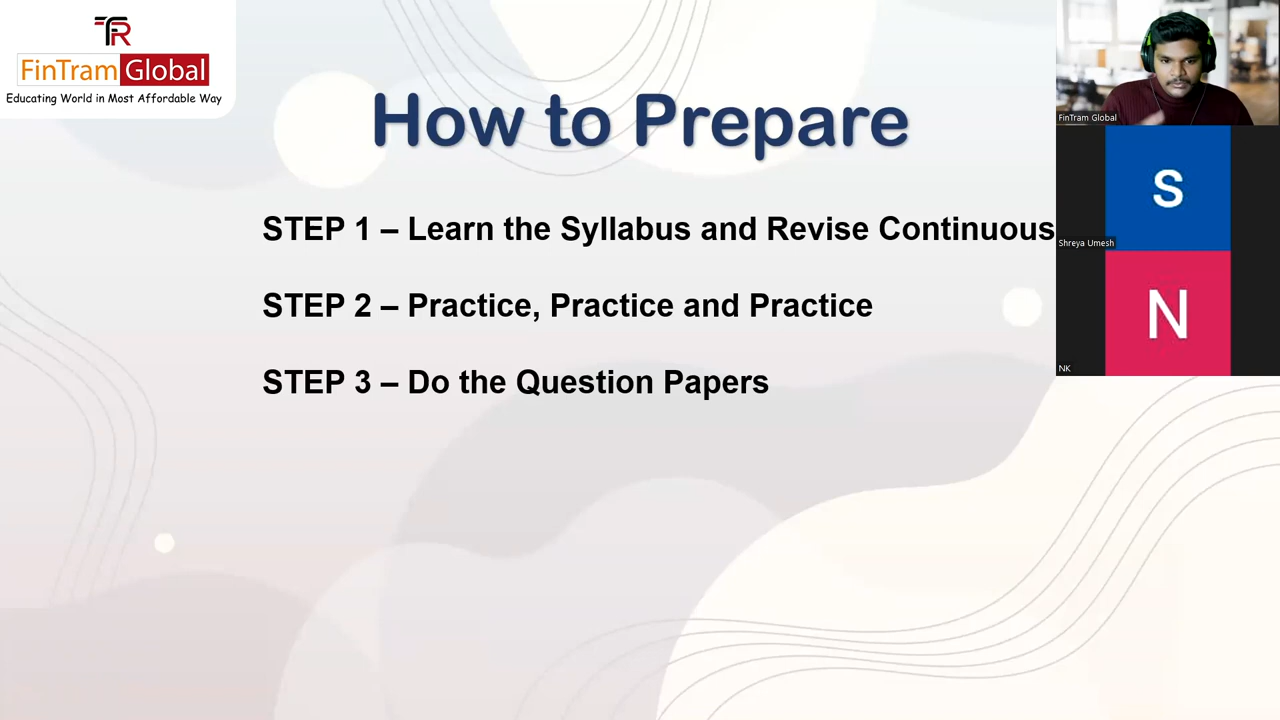 TR
FinTram Global
Educating World in Most Affordable Way
How to Prepare
STEP 1 – Learn the Syllabus and Revise Continuous
STEP 2 – Practice, Practice and Practice
STEP 3 – Do the Question Papers
FinTram Global
S
Shreya Umesh
N
NK